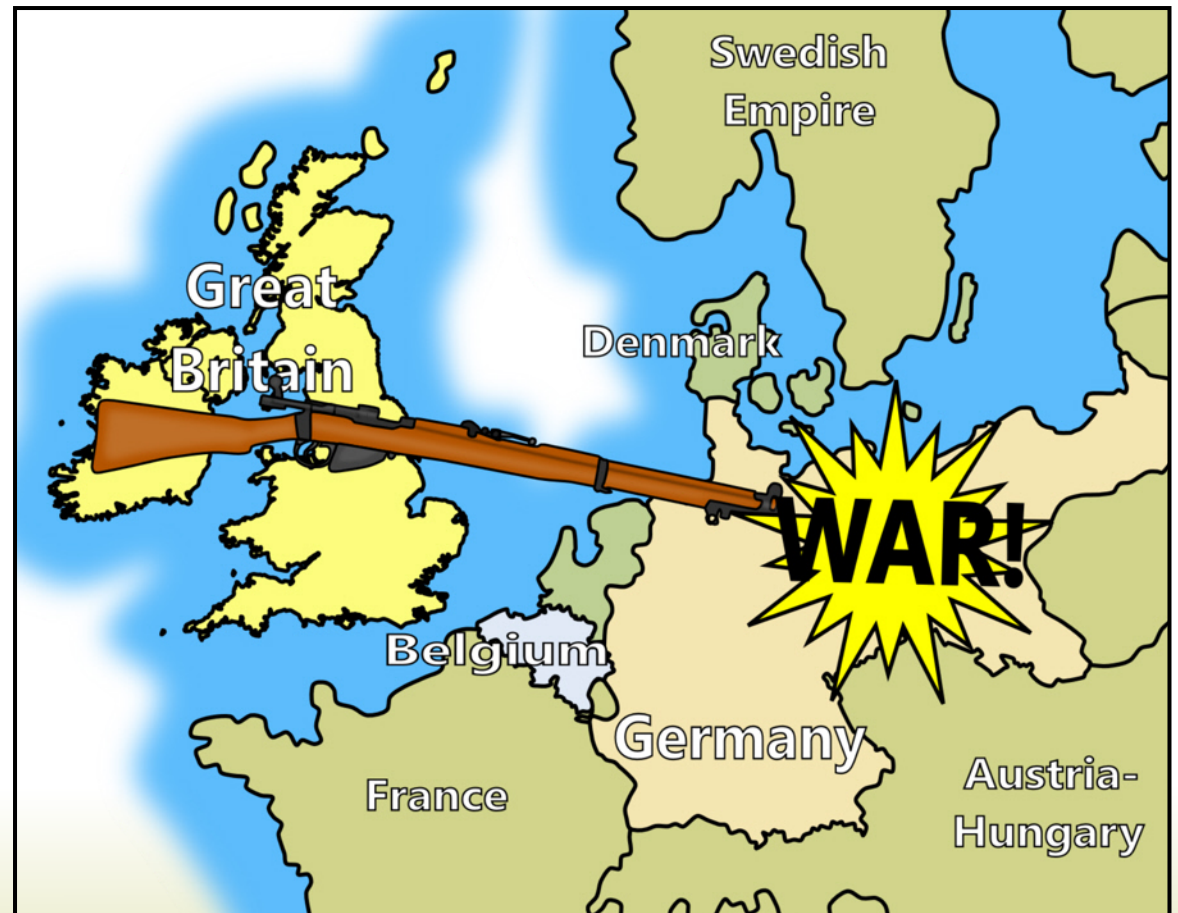 Swedish
Empire
Great
Britain
Denmark
WAR!
Belgium
Germany
France
Austria-
Hungary